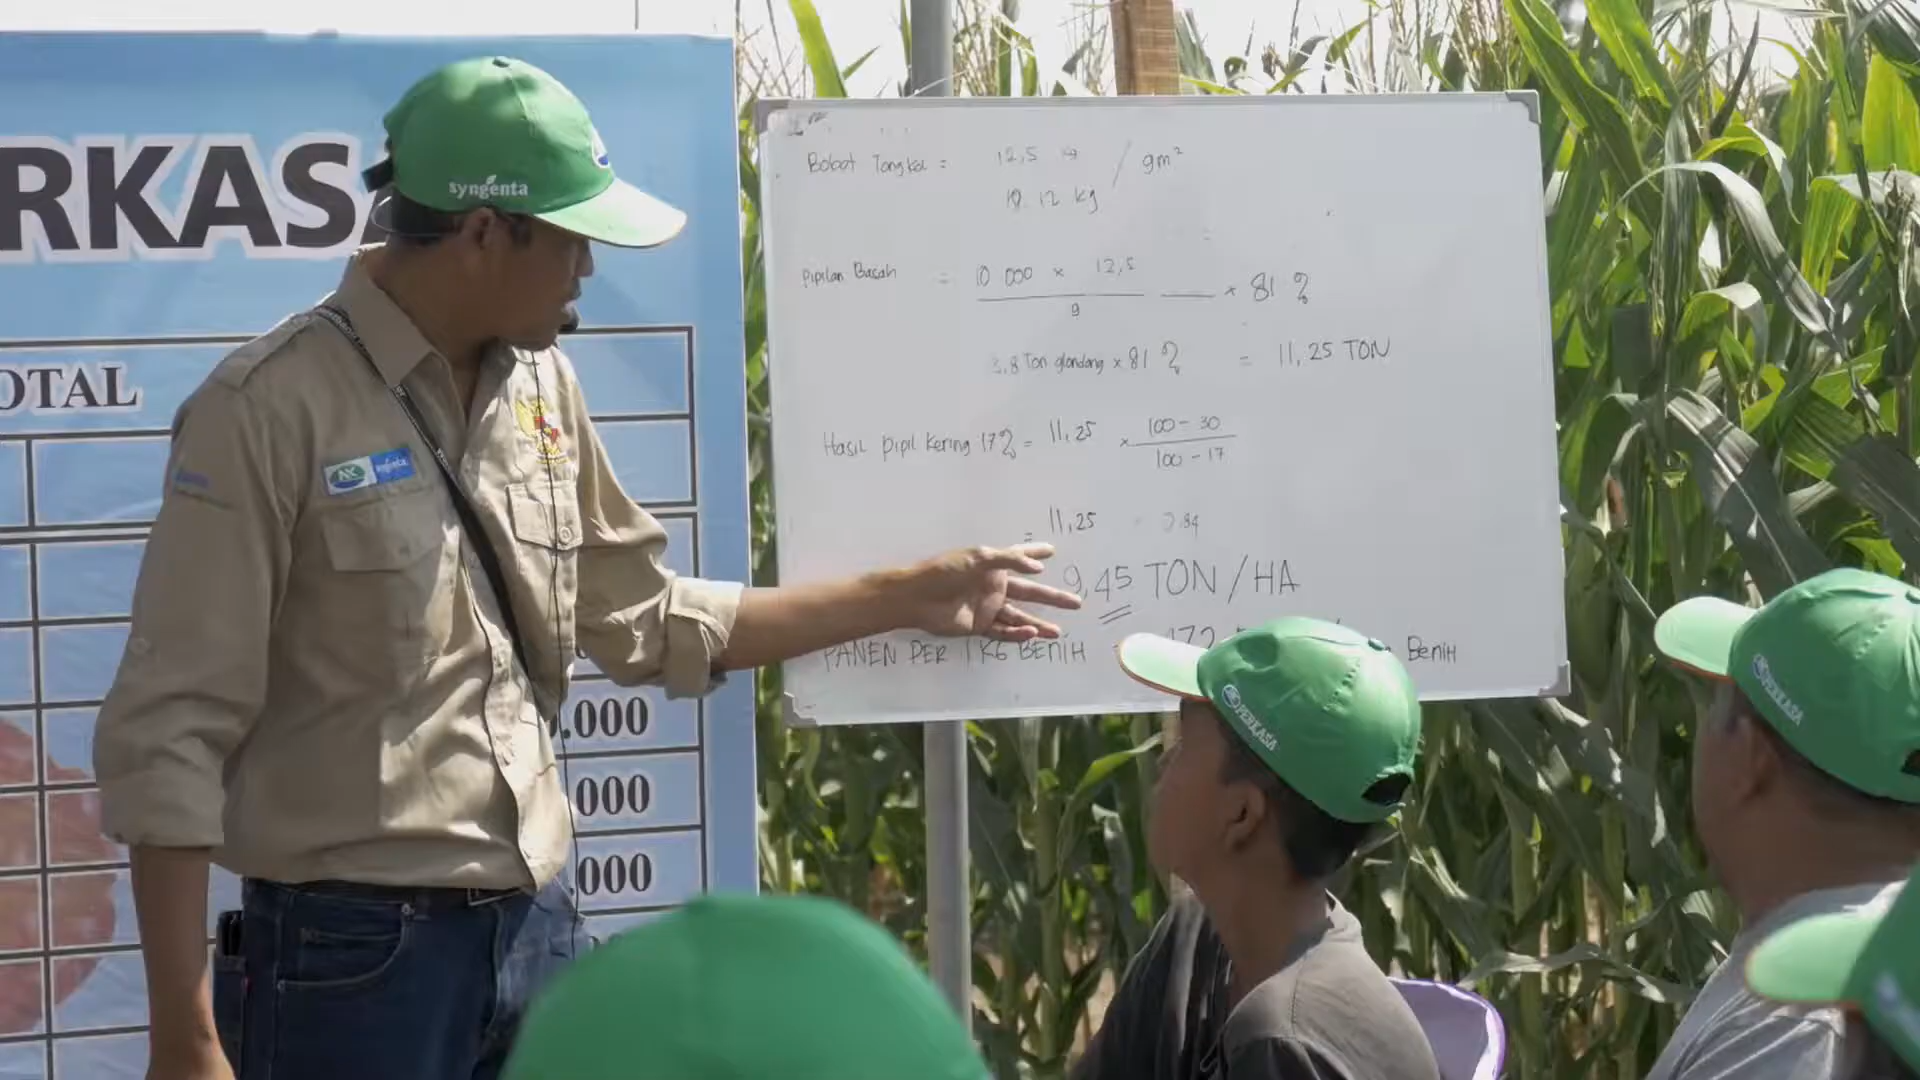 RKASA
OTAL
.000
.000
.000
syngenta
NK syngenta
Bobot Tongkol = 12,5 kg / 9m²
10.12 kg
Pipilan Basah = 10 000 × 12,5 × 81 %
9
3,8 Ton glondong × 81 % = 11,25 TON
Hasil pipil kering 17% = 11,25 × 100 - 30
100 - 17
= 11,25 0.84
9,45 TON / HA
PANEN PER 1 KG BENIH 472 BENIH
PERKASA
PERKASA